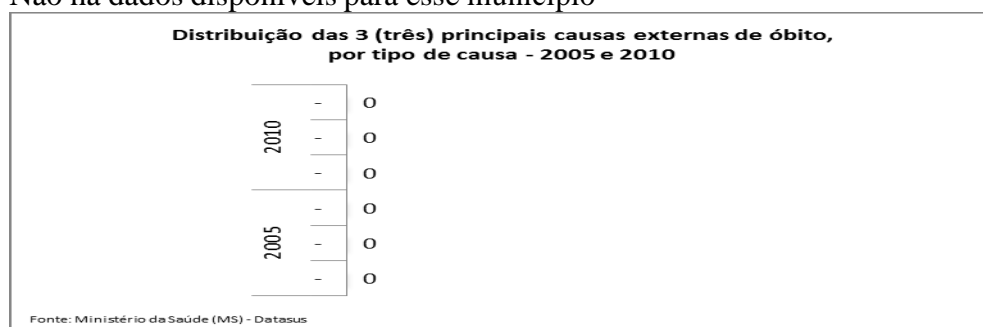 Não há dados disponíveis para esse município
Distribuição das 3 (três) principais causas externas de óbito,
por tipo de causa - 2005 e 2010
2010
- 0
- 0
- 0
2005
- 0
- 0
- 0
Fonte: Ministério da Saúde (MS) - Datasus